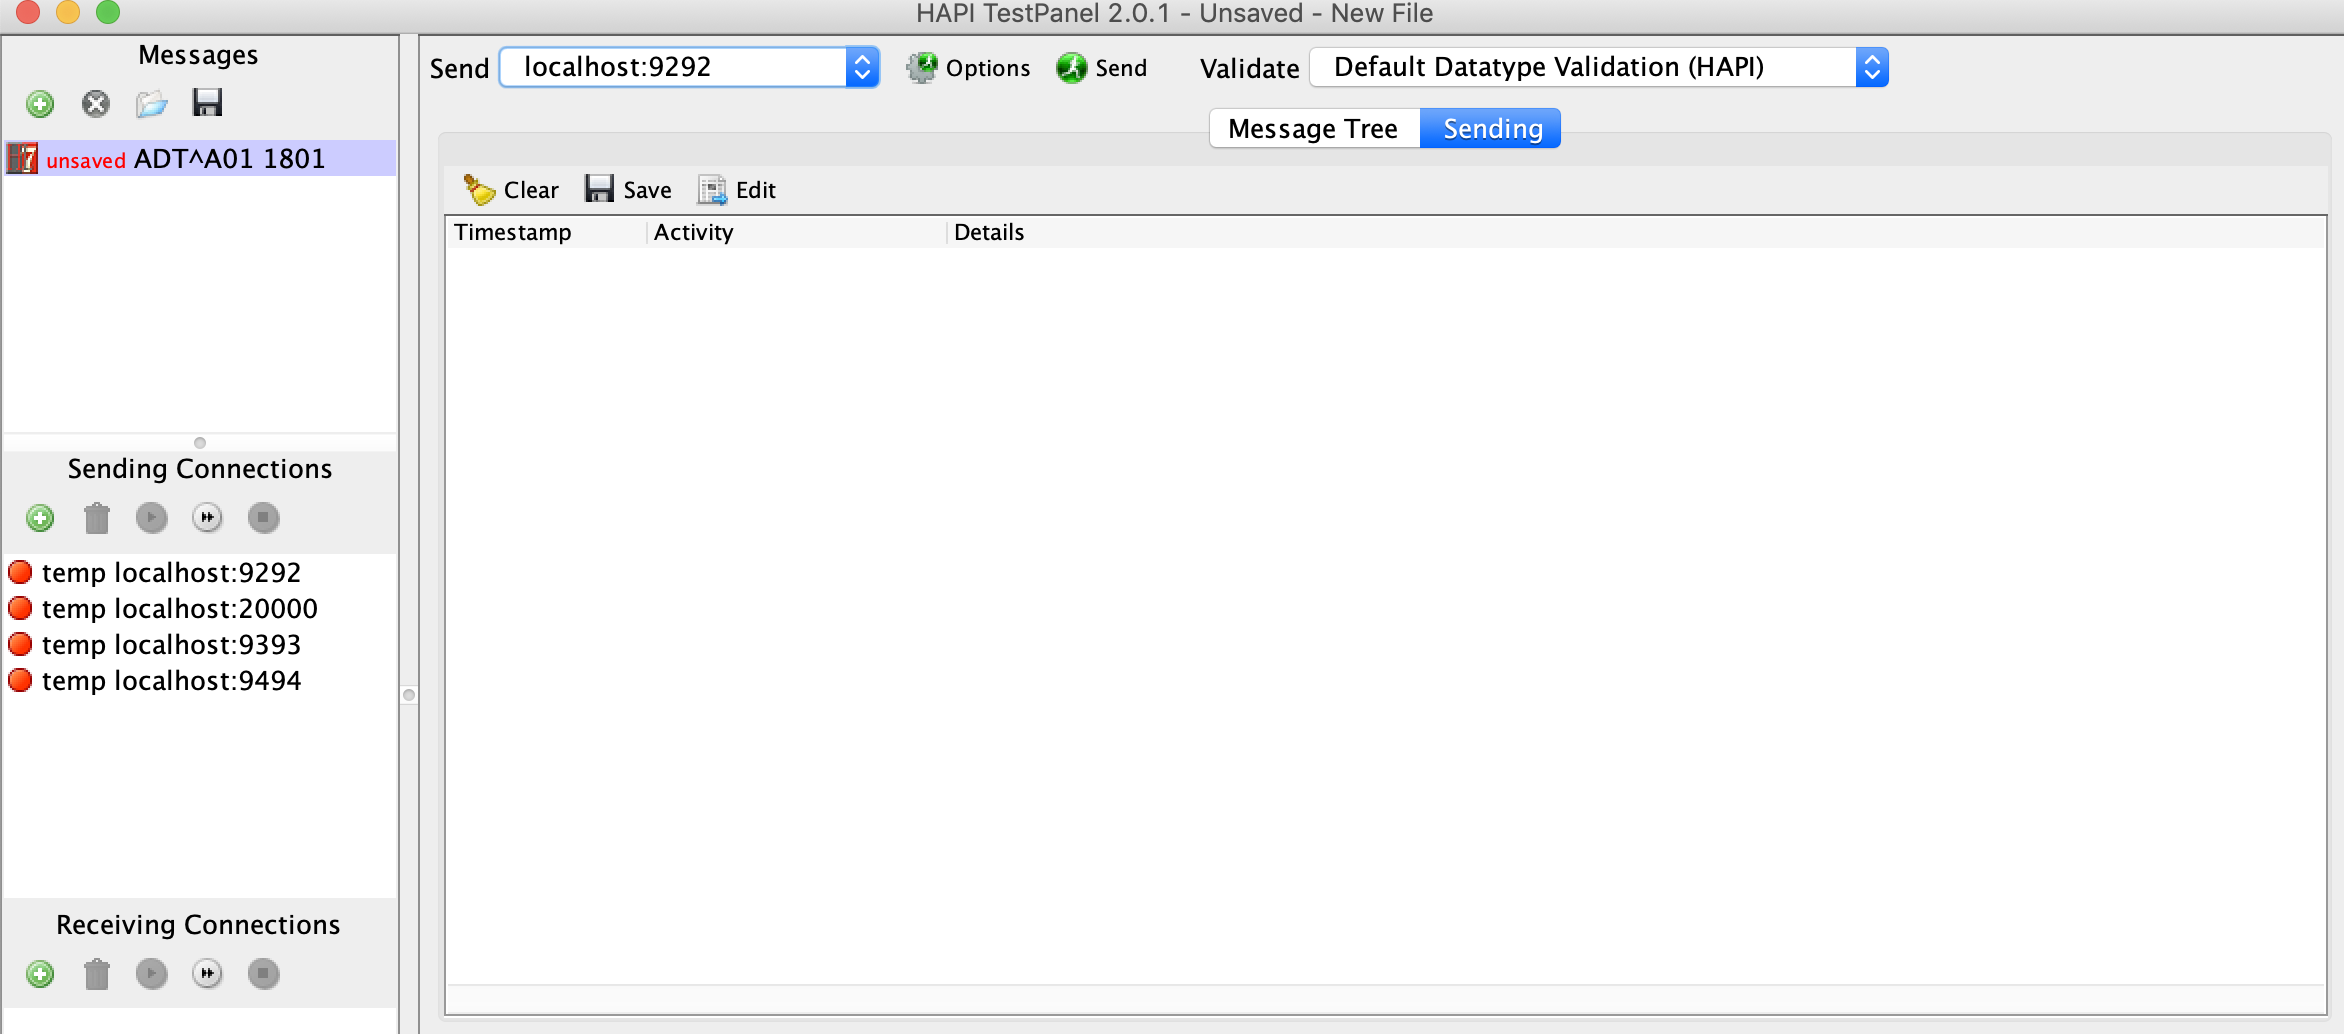 HAPI TestPanel 2.0.1 - Unsaved - New File
Messages
unsaved ADT^A01 1801
Sending Connections
temp localhost:9292
temp localhost:20000
temp localhost:9393
temp localhost:9494
Receiving Connections
Send localhost:9292 Options Send Validate Default Datatype Validation (HAPI)
Message Tree Sending
Clear Save Edit
Timestamp Activity Details